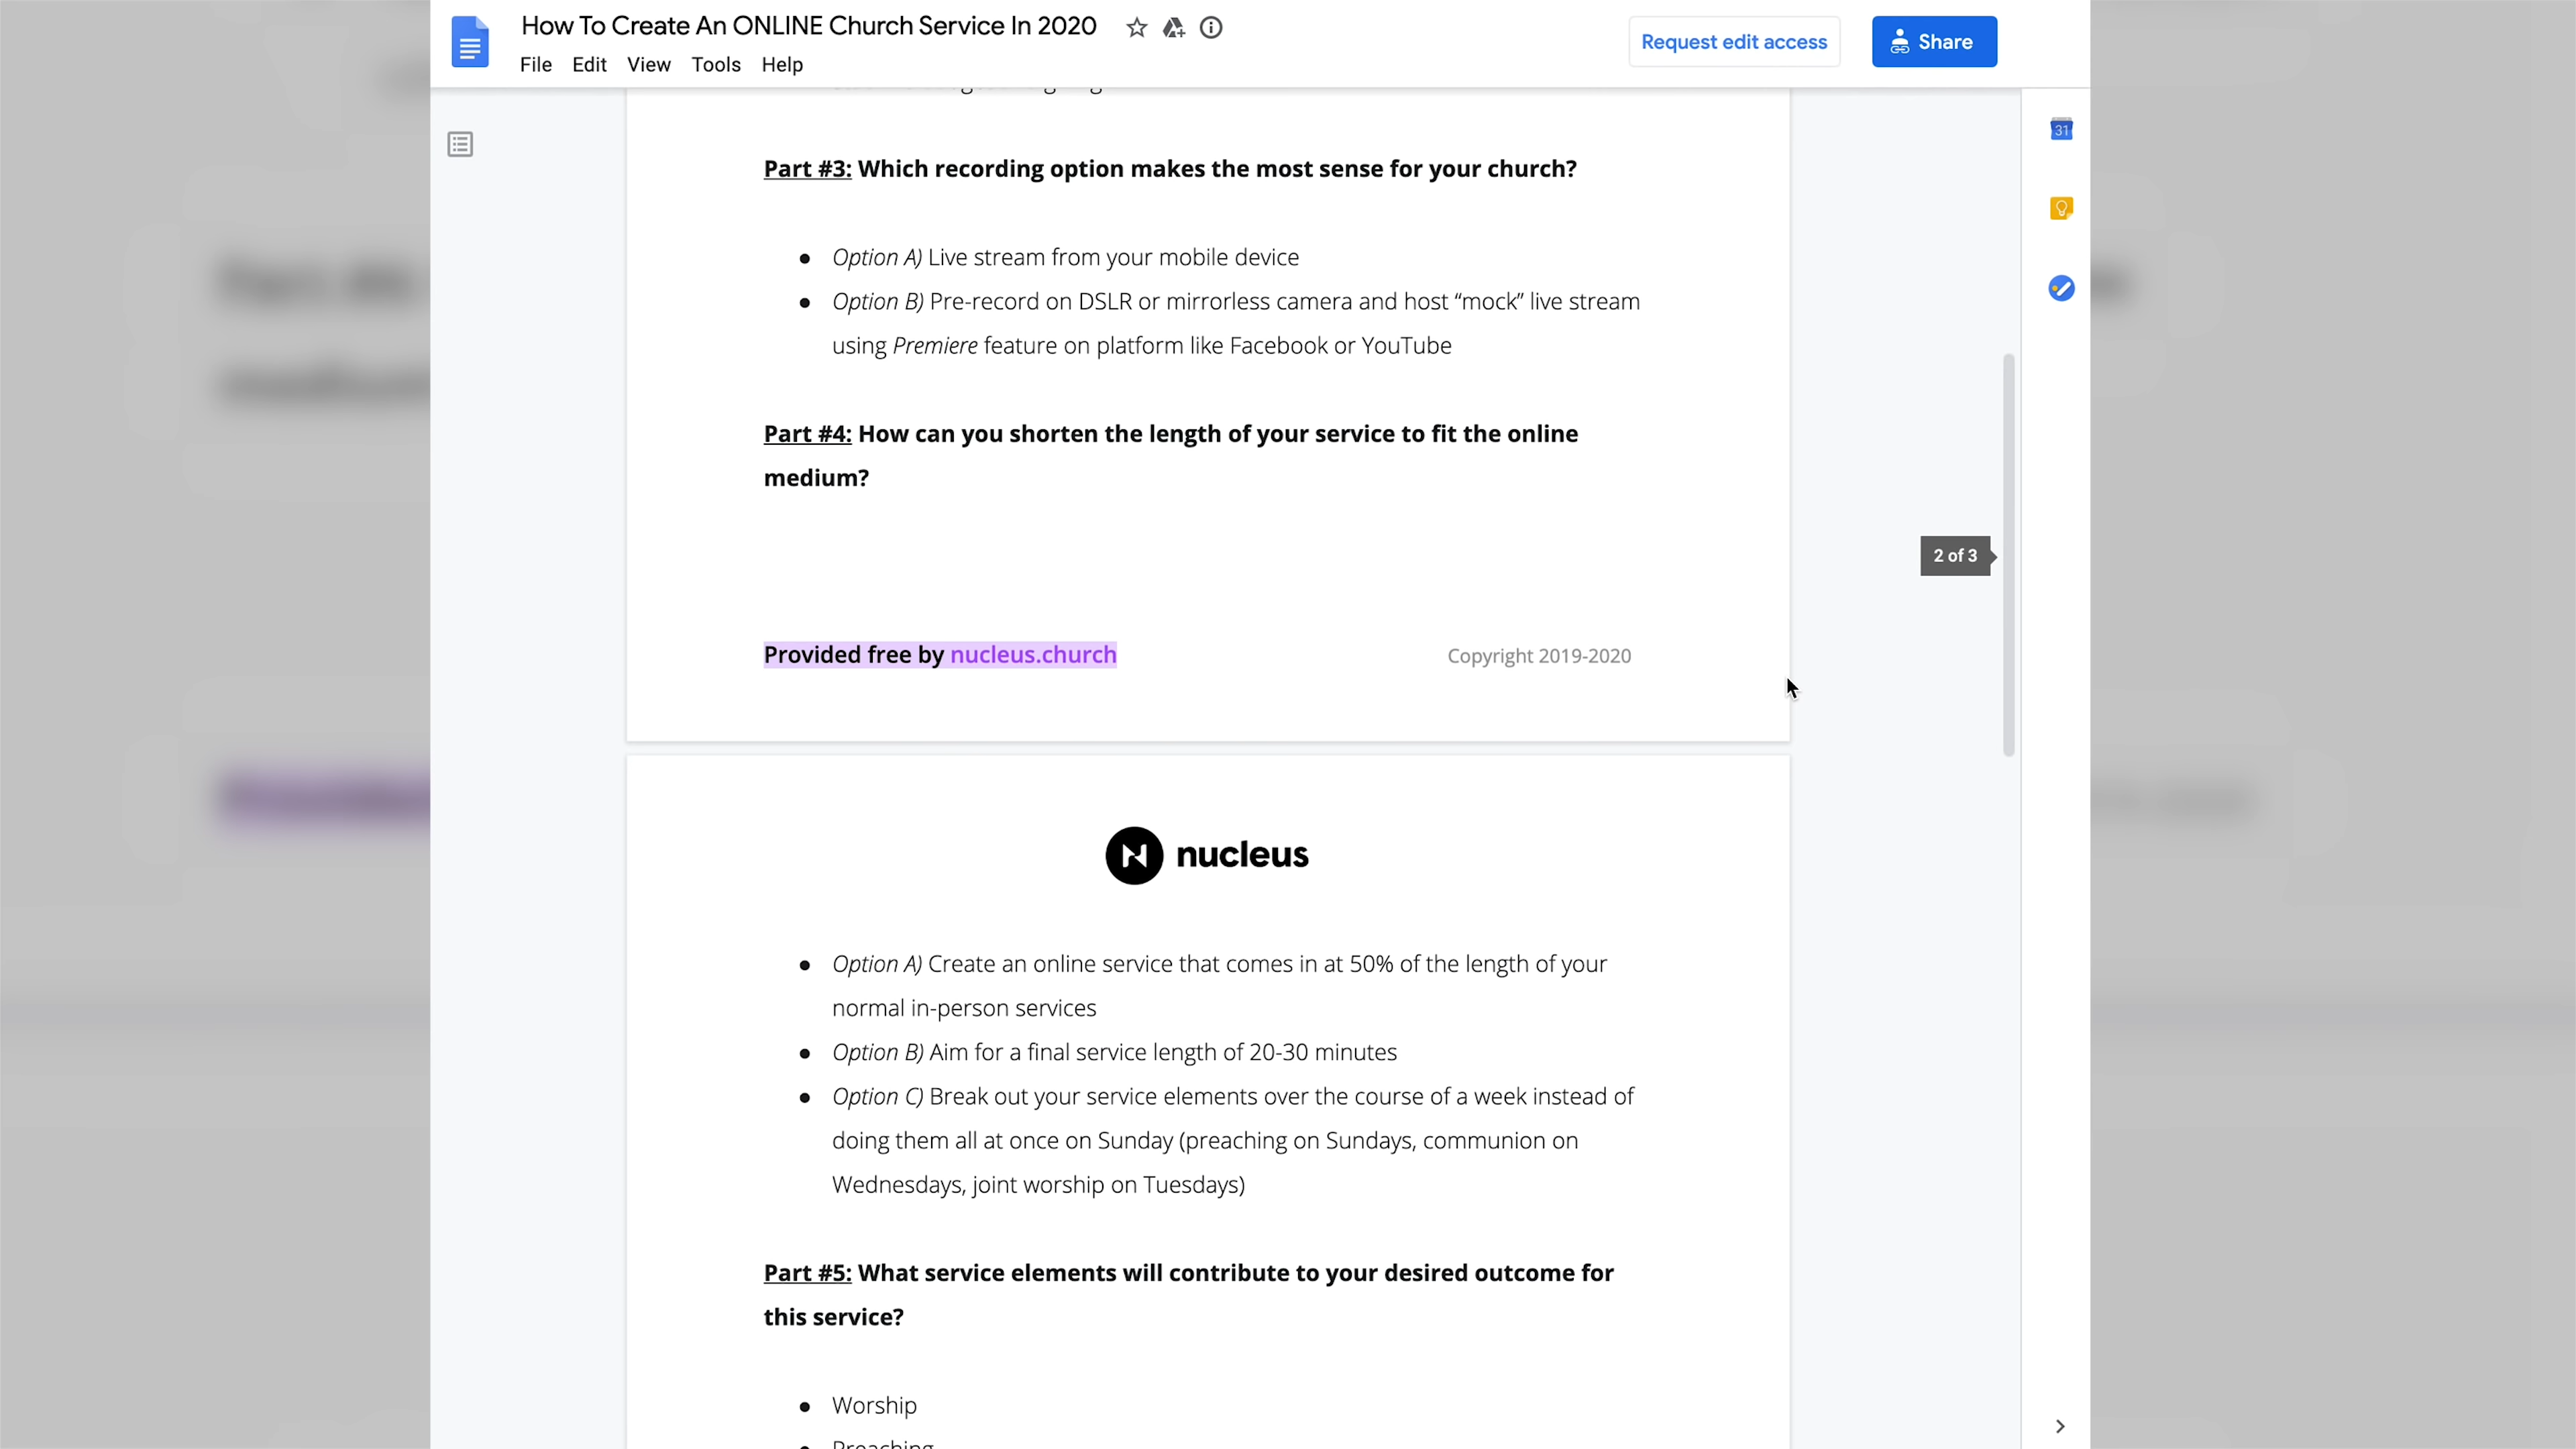 How To Create An ONLINE Church Service In 2020
Request edit access
Share
File Edit View Tools Help
31
Part #3: Which recording option makes the most sense for your church?
● Option A) Live stream from your mobile device
● Option B) Pre-record on DSLR or mirrorless camera and host “mock” live stream
using Premiere feature on platform like Facebook or YouTube
Part #4: How can you shorten the length of your service to fit the online
medium?
2 of 3
Provided free by nucleus.church
Copyright 2019-2020
nucleus
● Option A) Create an online service that comes in at 50% of the length of your
normal in-person services
● Option B) Aim for a final service length of 20-30 minutes
● Option C) Break out your service elements over the course of a week instead of
doing them all at once on Sunday (preaching on Sundays, communion on
Wednesdays, joint worship on Tuesdays)
Part #5: What service elements will contribute to your desired outcome for
this service?
● Worship
● Preaching